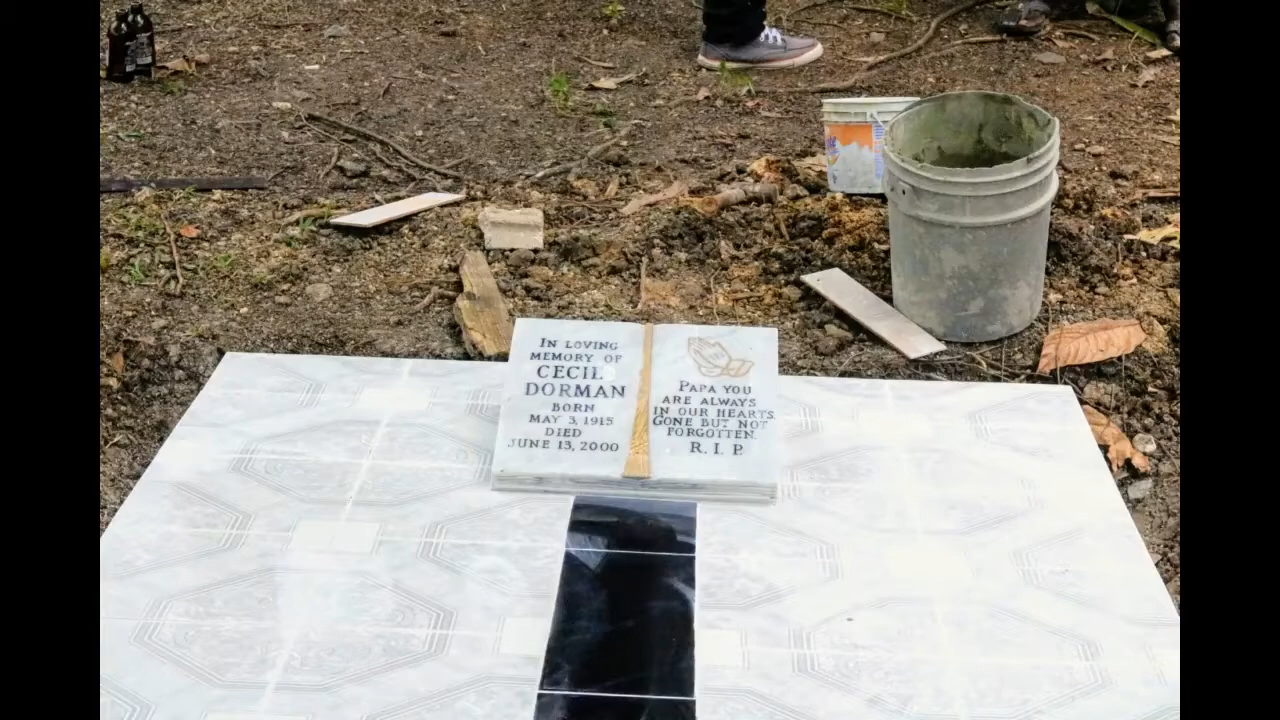 IN LOVING
MEMORY OF
CECIL
DORMAN
BORN
MAY 3, 1915
DIED
JUNE 13, 2000
PAPA YOU
ARE ALWAYS
IN OUR HEARTS
GONE BUT NOT
FORGOTTEN.
R. I. P.